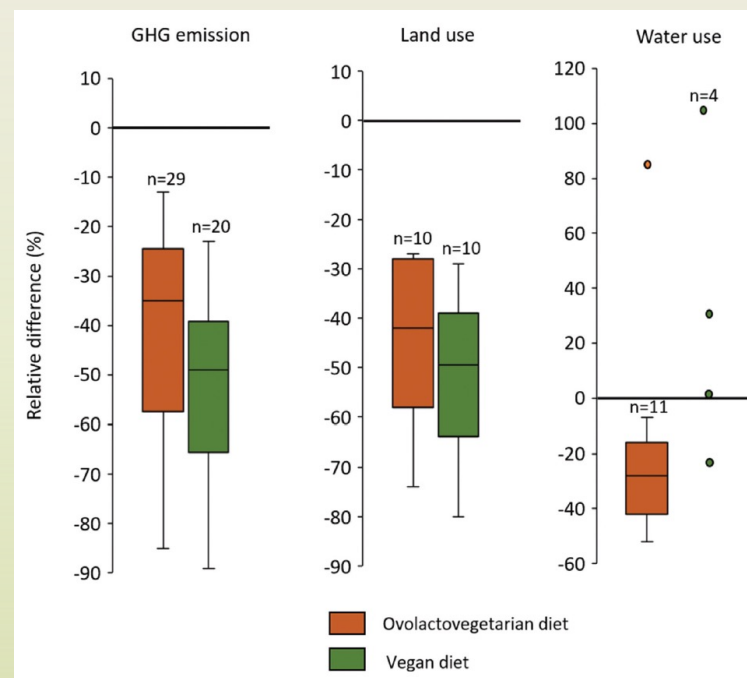 GHG emission
Land use
Water use
Relative difference (%)
10
0
-10
-20
-30
-40
-50
-60
-70
-80
-90
n=29
n=20
10
0
-10
-20
-30
-40
-50
-60
-70
-80
-90
n=10
n=10
120
100
80
60
40
20
0
-20
-40
-60
n=4
n=11
Ovolactovegetarian diet
Vegan diet